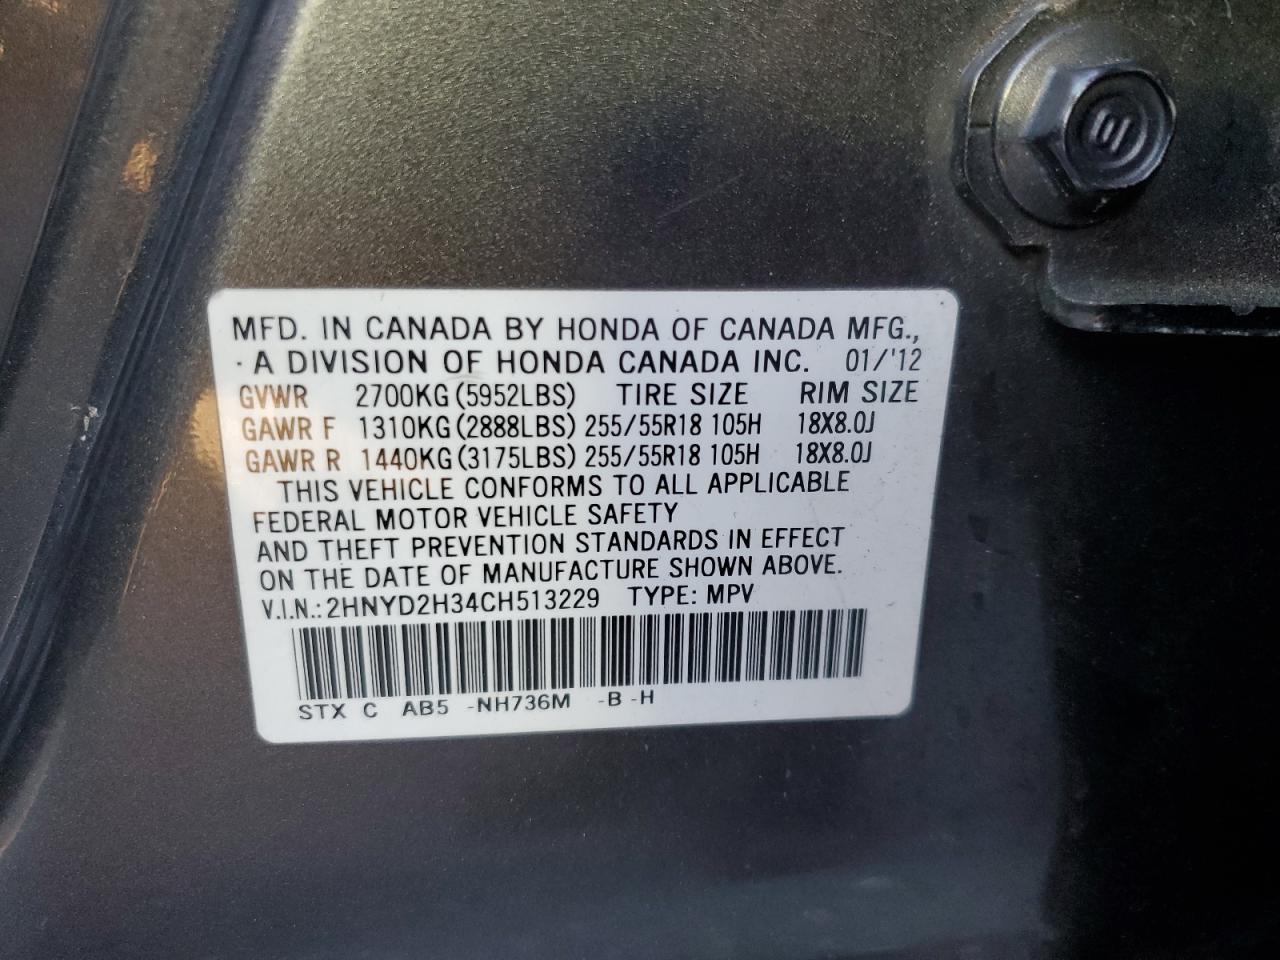 MFD. IN CANADA BY HONDA OF CANADA MFG.,
· A DIVISION OF HONDA CANADA INC. 01/'12
GVWR 2700KG (5952LBS) TIRE SIZE RIM SIZE
GAWR F 1310KG (2888LBS) 255/55R18 105H 18X8.0J
GAWR R 1440KG (3175LBS) 255/55R18 105H 18X8.0J
THIS VEHICLE CONFORMS TO ALL APPLICABLE
FEDERAL MOTOR VEHICLE SAFETY
AND THEFT PREVENTION STANDARDS IN EFFECT
ON THE DATE OF MANUFACTURE SHOWN ABOVE.
V.I.N.: 2HNYD2H34CH513229 TYPE: MPV
STX C AB5 -NH736M -B -H